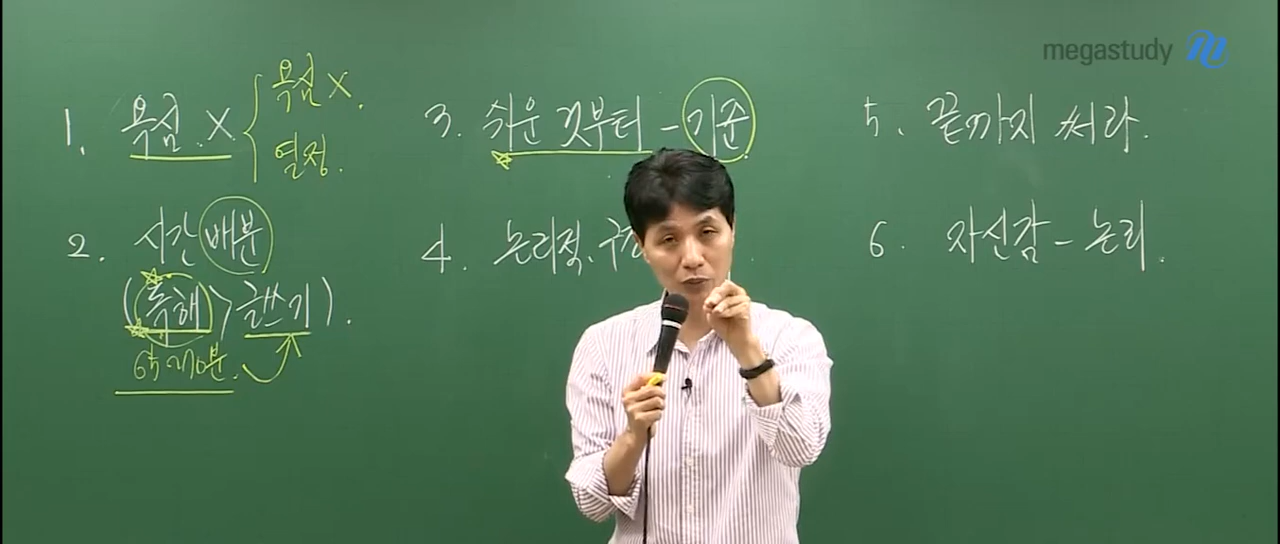 megastudy
1. 욕심 X. { 욕심 X.
열정.
2. 시간 배분
(독해 > 글쓰기).
3. 쉬운 것부터 - 기준
4. 논리적.
5. 끝까지 써라.
6. 자신감 - 논리.